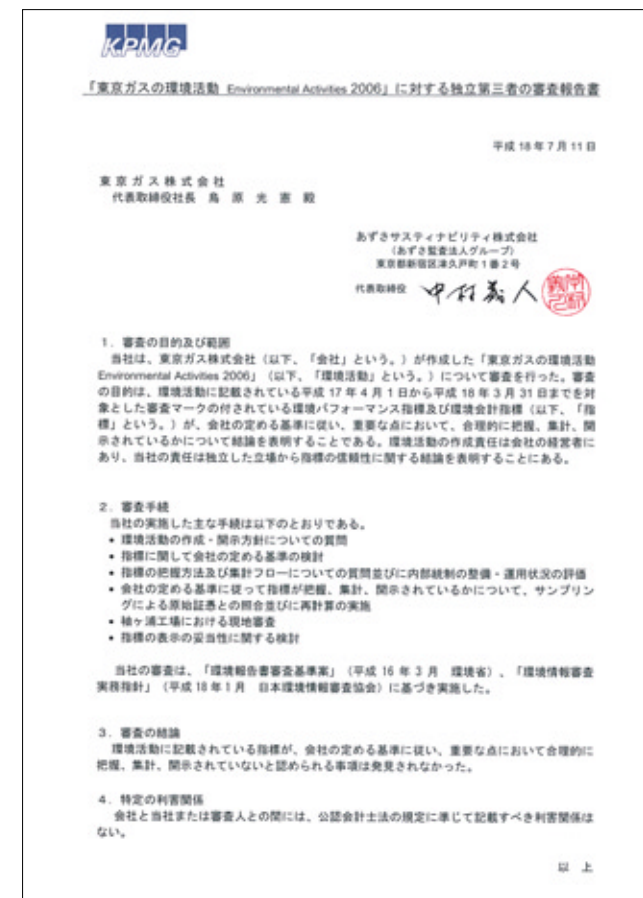 KPMG
「東京ガスの環境活動 Environmental Activities 2006」に対する独立第三者の審査報告書
平成 18 年 7 月 11 日
東 京 ガ ス 株 式 会 社
代表取締役社長 鳥 原 光 憲 殿
あずさサスティナビリティ株式会社
(あずさ監査法人グループ)
東京都新宿区津久戸町 1 番 2 号
代表取締役 中村義人
1．審査の目的及び範囲
当社は、東京ガス株式会社（以下、「会社」という。）が作成した「東京ガスの環境活動
Environmental Activities 2006」（以下、「環境活動」という。）について審査を行った。審査
の目的は、環境活動に記載されている平成 17 年 4 月 1 日から平成 18 年 3 月 31 日までを対
象とした審査マークの付されている環境パフォーマンス指標及び環境会計指標（以下、「指
標」という。）が、会社の定める基準に従い、重要な点において、合理的に把握、集計、開
示されているかについて結論を表明することである。環境活動の作成責任は会社の経営者に
あり、当社の責任は独立した立場から指標の信頼性に関する結論を表明することにある。
2．審査手続
当社の実施した主な手続は以下のとおりである。
• 環境活動の作成・開示方針についての質問
• 指標に関して会社の定める基準の検討
• 指標の把握方法及び集計フローについての質問並びに内部統制の整備・運用状況の評価
• 会社の定める基準に従って指標が把握、集計、開示されているかについて、サンプリン
グによる原始証憑との照合並びに再計算の実施
• 袖ヶ浦工場における現地審査
• 指標の表示の妥当性に関する検討
当社の審査は、「環境報告書審査基準案」（平成 16 年 3 月 環境省）、「環境情報審査
実務指針」（平成 18 年 1 月 日本環境情報審査協会）に基づき実施した。
3．審査の結論
環境活動に記載されている指標が、会社の定める基準に従い、重要な点において合理的に
把握、集計、開示されていないと認められる事項は発見されなかった。
4．特定の利害関係
会社と当社または審査人との間には、公認会計士法の規定に準じて記載すべき利害関係は
ない。
以 上